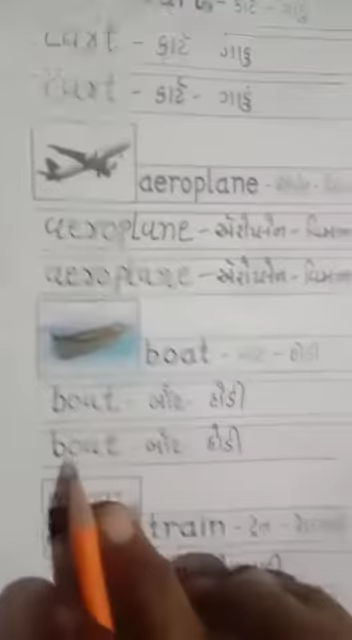 cart - કાર્ટ ગાડું
cart - કાર્ટ - ગાડું
aeroplane -
aeroplane - એરોપ્લેન - વિમાન
aeroplane - એરોપ્લેન - વિમાન
boat - બોટ - હોડી
boat - બોટ હોડી
boat બોટ હોડી
train - ટ્રેન -